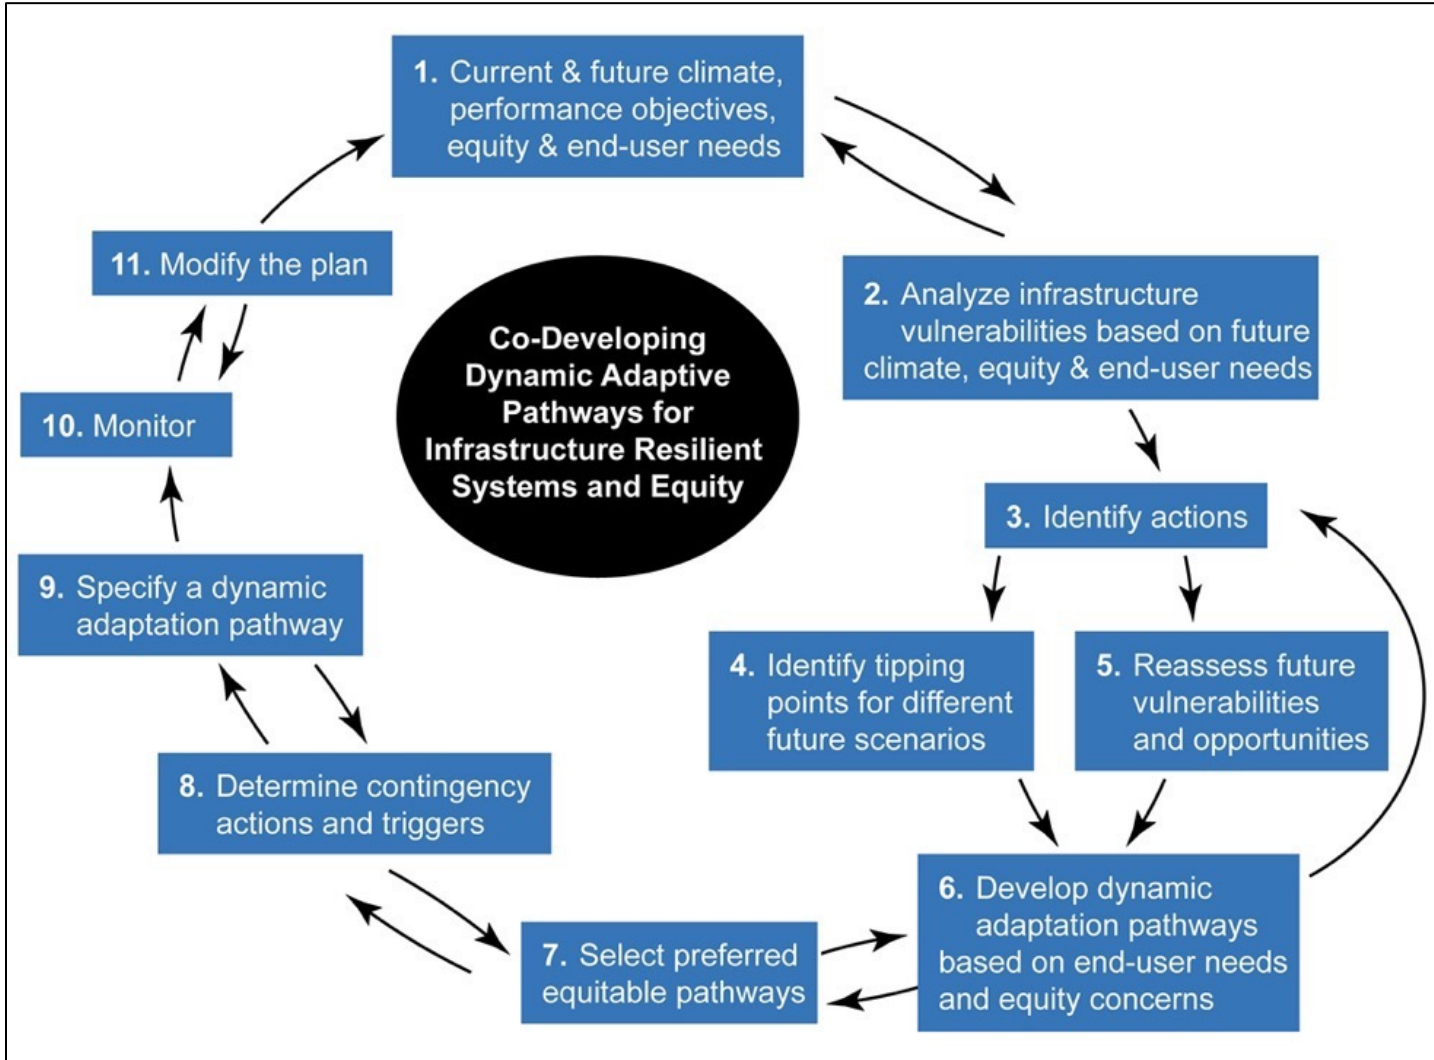 1. Current & future climate,
performance objectives,
equity & end-user needs
2. Analyze infrastructure
vulnerabilities based on future
climate, equity & end-user needs
3. Identify actions
4. Identify tipping
points for different
future scenarios
5. Reassess future
vulnerabilities
and opportunities
6. Develop dynamic
adaptation pathways
based on end-user needs
and equity concerns
7. Select preferred
equitable pathways
8. Determine contingency
actions and triggers
9. Specify a dynamic
adaptation pathway
10. Monitor
11. Modify the plan
Co-Developing
Dynamic Adaptive
Pathways for
Infrastructure Resilient
Systems and Equity